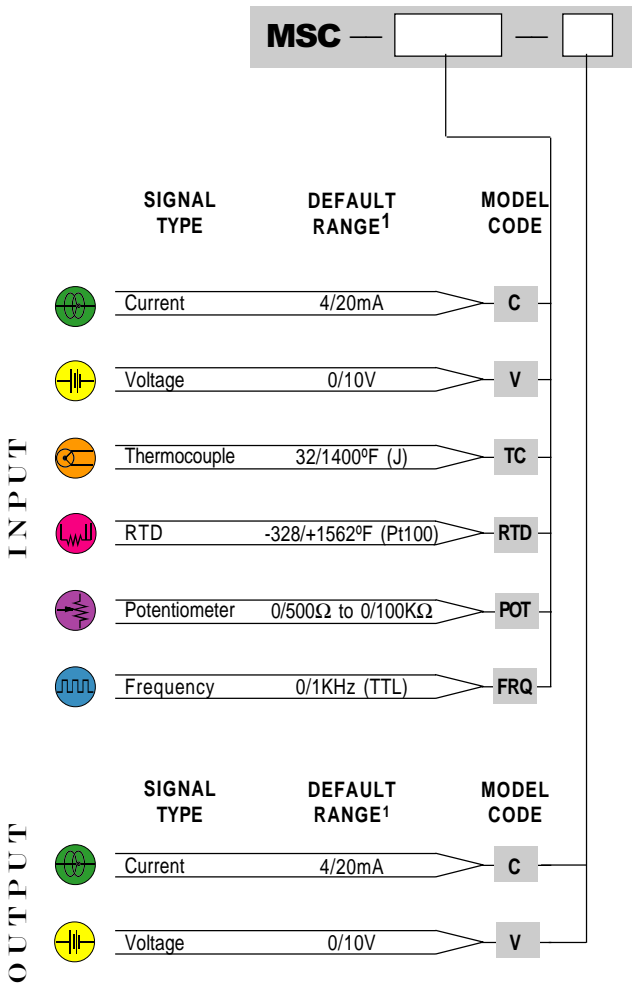 MSC — —
SIGNAL TYPE DEFAULT RANGE1 MODEL CODE
INPUT
Current 4/20mA C
Voltage 0/10V V
Thermocouple 32/1400ºF (J) TC
RTD -328/+1562ºF (Pt100) RTD
Potentiometer 0/500Ω to 0/100KΩ POT
Frequency 0/1KHz (TTL) FRQ
SIGNAL TYPE DEFAULT RANGE1 MODEL CODE
OUTPUT
Current 4/20mA C
Voltage 0/10V V